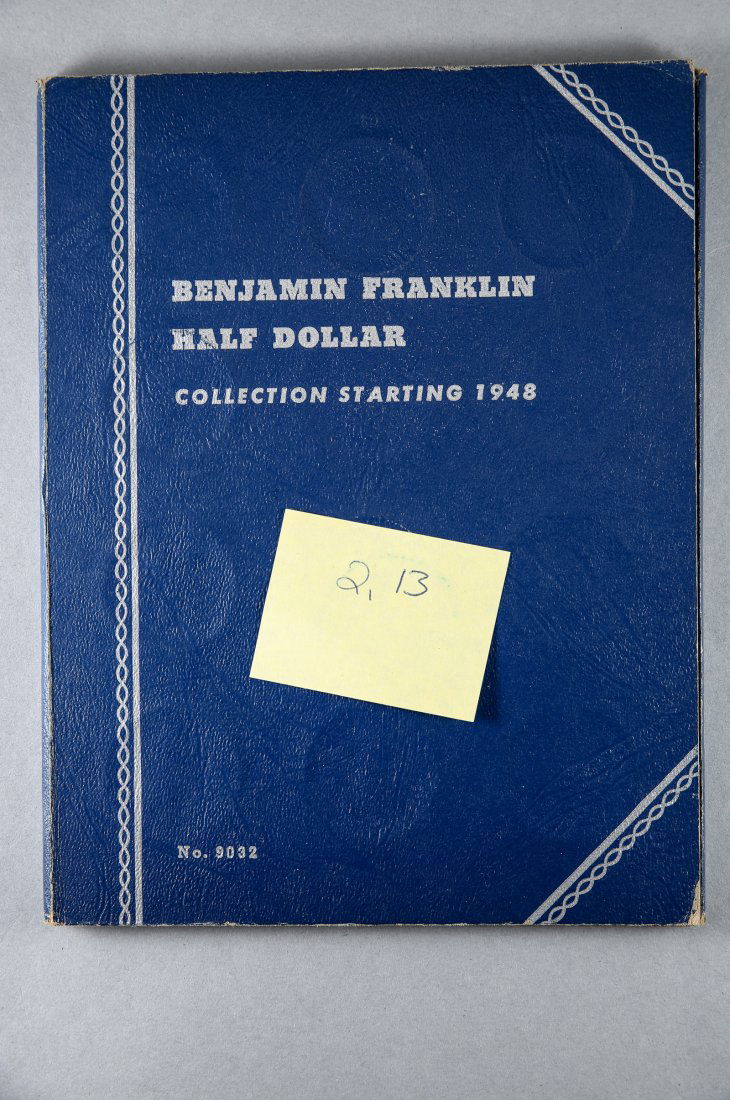 BENJAMIN FRANKLIN
HALF DOLLAR
COLLECTION STARTING 1948
2, 13
No. 9032